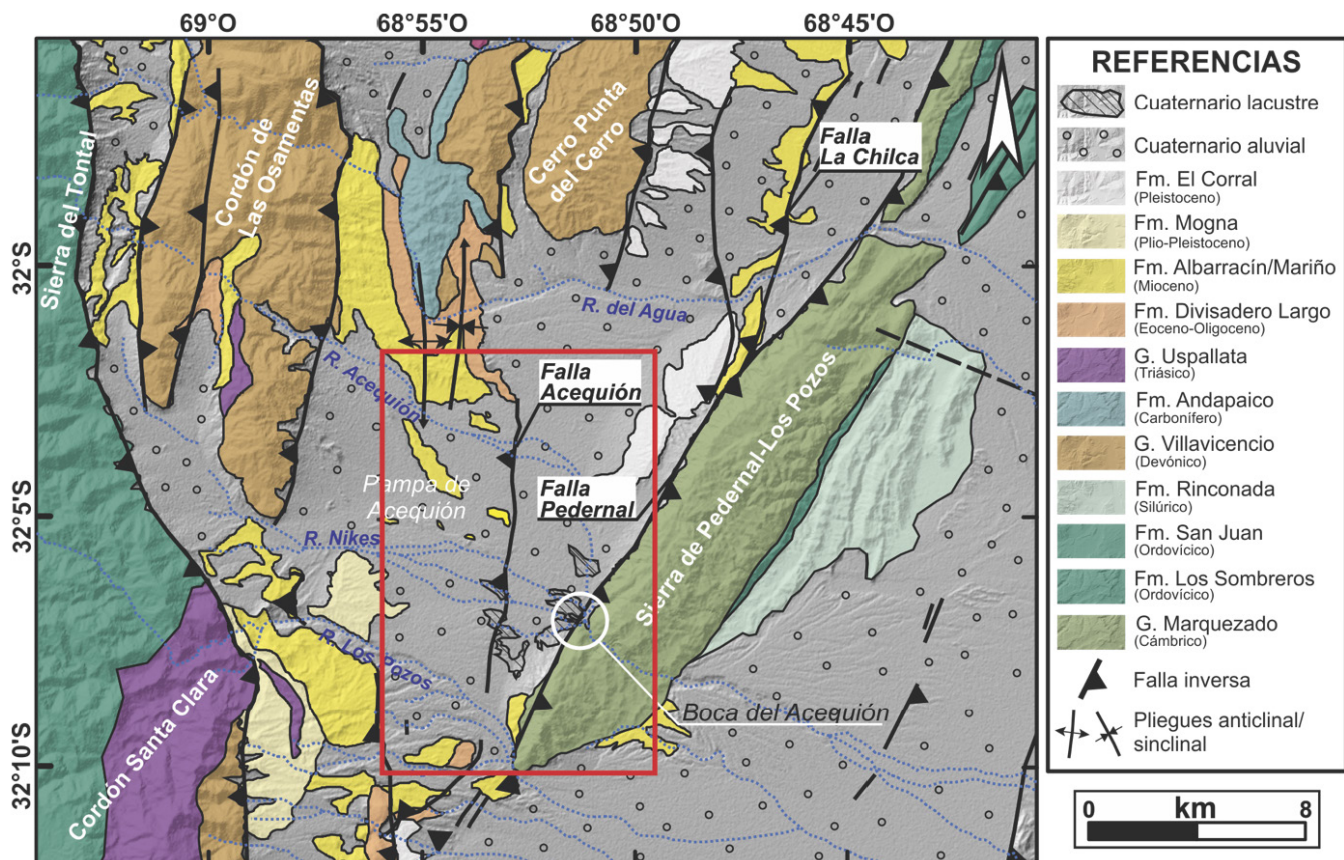 69°O
68°55'O
68°50'O
68°45'O
32°S
32°5'S
32°10'S
Sierra del Tontal
Cordón de
Las Osamentas
Cerro Punta
del Cerro
Falla
La Chilca
R. del Agua
R. Acequión
Falla
Acequión
Pampa de
Acequión
Falla
Pedernal
R. Nikes
Sierra de Pedernal-Los Pozos
R. Los Pozos
Cordón Santa Clara
Boca del Acequión
REFERENCIAS
Cuaternario lacustre
Cuaternario aluvial
Fm. El Corral
(Pleistoceno)
Fm. Mogna
(Plio-Pleistoceno)
Fm. Albarracín/Mariño
(Mioceno)
Fm. Divisadero Largo
(Eoceno-Oligoceno)
G. Uspallata
(Triásico)
Fm. Andapaico
(Carbonífero)
G. Villavicencio
(Devónico)
Fm. Rinconada
(Silúrico)
Fm. San Juan
(Ordovícico)
Fm. Los Sombreros
(Ordovícico)
G. Marquezado
(Cámbrico)
Falla inversa
Pliegues anticlinal/
sinclinal
0 km 8